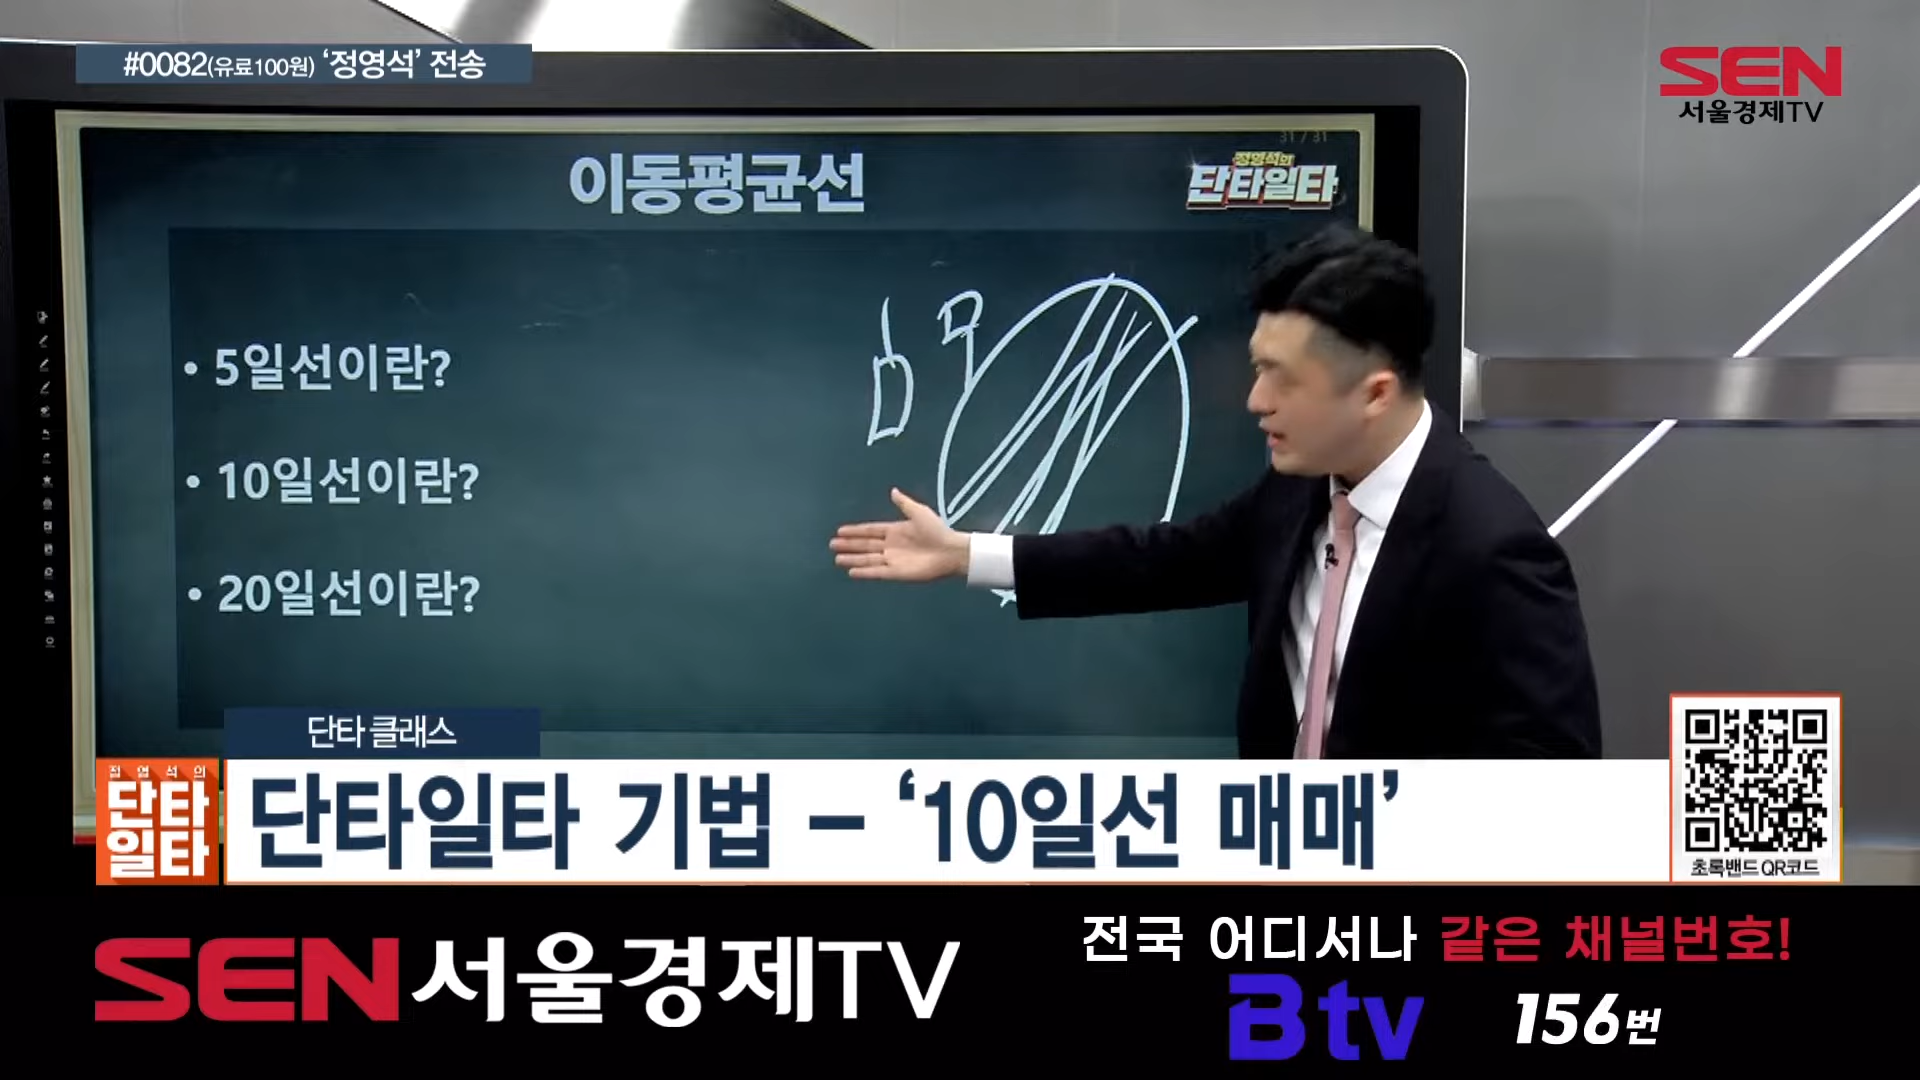 #0082(유료100원) ‘정영석’ 전송
SEN
서울경제TV
31 / 31
이동평균선
정영석의
단타일타
• 5일선이란?
• 10일선이란?
• 20일선이란?
단타 클래스
정영석의
단타
일타
단타일타 기법 – ‘10일선 매매’
초록밴드 QR코드
SEN 서울경제TV
전국 어디서나 같은 채널번호!
B tv
156번